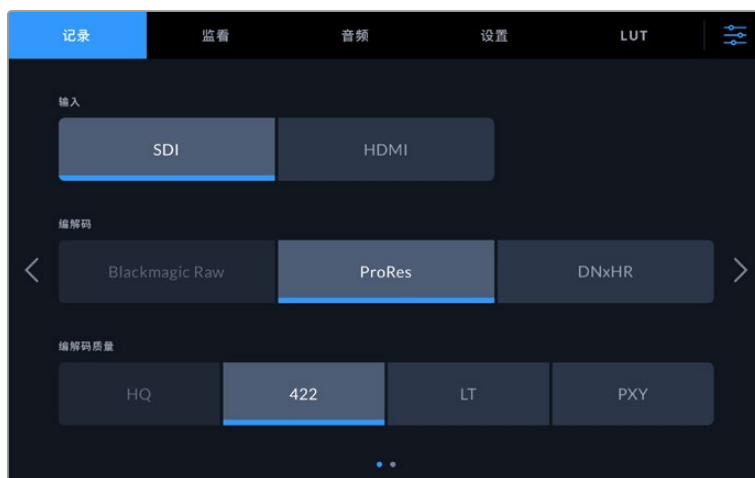 记录 监看 音频 设置 LUT
输入
SDI HDMI
编解码
Blackmagic Raw ProRes DNxHR
编解码质量
HQ 422 LT PXY